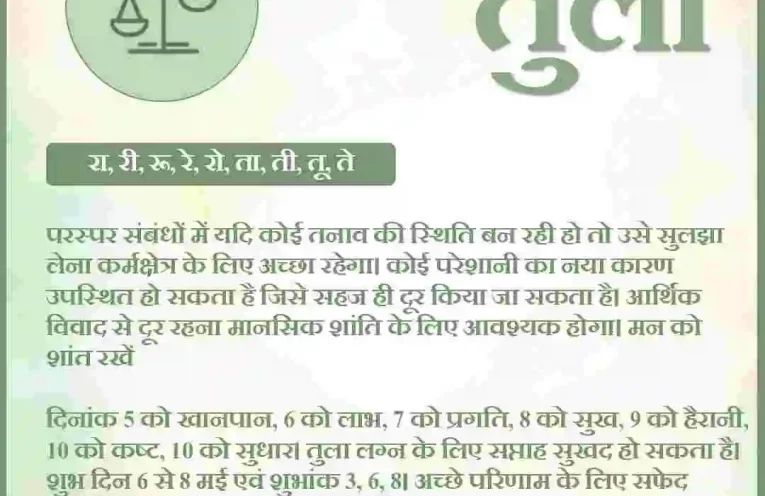 तुला
रा, री, रू, रे, रो, ता, ती, तू, ते
परस्पर संबंधों में यदि कोई तनाव की स्थिति बन रही हो तो उसे सुलझा
लेना कर्मक्षेत्र के लिए अच्छा रहेगा। कोई परेशानी का नया कारण
उपस्थित हो सकता है जिसे सहज ही दूर किया जा सकता है। आर्थिक
विवाद से दूर रहना मानसिक शांति के लिए आवश्यक होगा। मन को
शांत रखें
दिनांक 5 को खानपान, 6 को लाभ, 7 को प्रगति, 8 को सुख, 9 को हैरानी,
10 को कष्ट, 10 को सुधार। तुला लग्न के लिए सप्ताह सुखद हो सकता है।
शुभ दिन 6 से 8 मई एवं शुभांक 3, 6, 8। अच्छे परिणाम के लिए सफेद